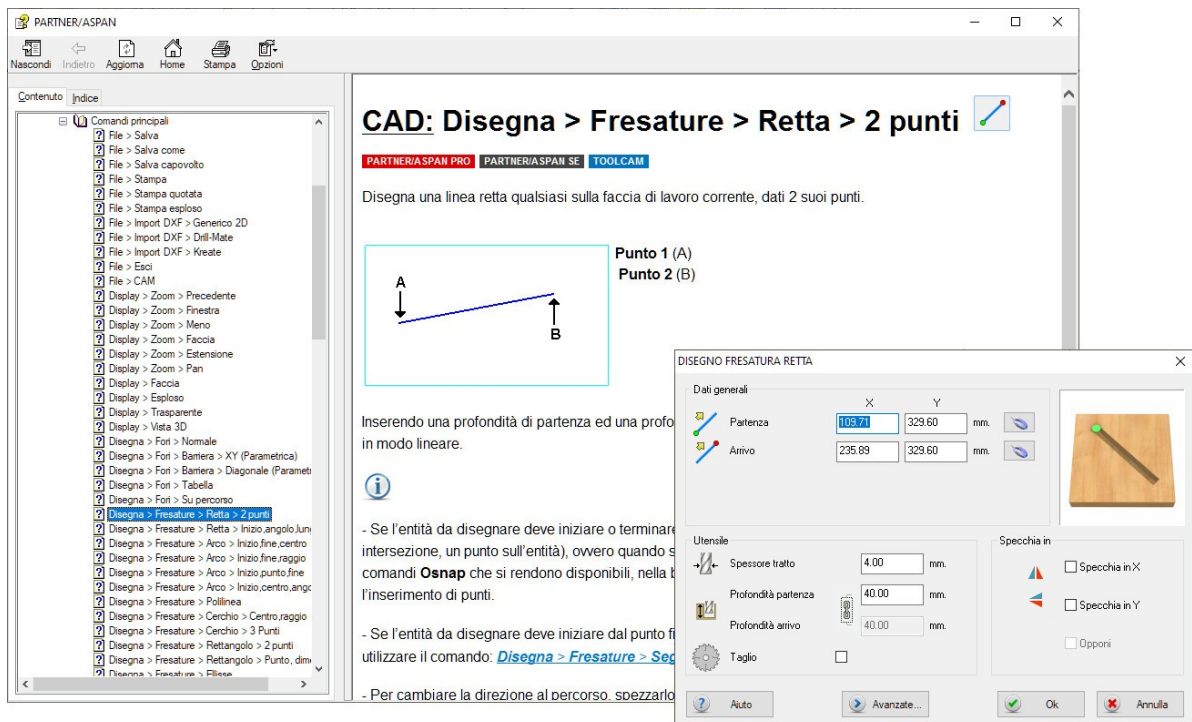 PARTNER/ASPAN
Nascondi Indietro Aggiorna Home Stampa Opzioni
Contenuto Indice
Comandi principali
File > Salva
File > Salva come
File > Salva capovolto
File > Stampa
File > Stampa quotata
File > Stampa esploso
File > Import DXF > Generico 2D
File > Import DXF > Drill-Mate
File > Import DXF > Kreate
File > Esci
File > CAM
Display > Zoom > Precedente
Display > Zoom > Finestra
Display > Zoom > Meno
Display > Zoom > Faccia
Display > Zoom > Estensione
Display > Zoom > Pan
Display > Faccia
Display > Esploso
Display > Trasparente
Display > Vista 3D
Disegna > Fori > Normale
Disegna > Fori > Barriera > XY (Parametrica)
Disegna > Fori > Barriera > Diagonale (Paramet
Disegna > Fori > Tabella
Disegna > Fori > Su percorso
Disegna > Fresature > Retta > 2 punti
Disegna > Fresature > Retta > Inizio,angolo,lun
Disegna > Fresature > Arco > Inizio,fine,centro
Disegna > Fresature > Arco > Inizio,fine,raggio
Disegna > Fresature > Arco > Inizio,punto,fine
Disegna > Fresature > Arco > Inizio,centro,ango
Disegna > Fresature > Polilinea
Disegna > Fresature > Cerchio > Centro,raggio
Disegna > Fresature > Cerchio > 3 Punti
Disegna > Fresature > Rettangolo > 2 punti
Disegna > Fresature > Rettangolo > Punto, dime
Disegna > Fresature > Ellisse
CAD: Disegna > Fresature > Retta > 2 punti
PARTNER/ASPAN PRO PARTNER/ASPAN SE TOOLCAM
Disegna una linea retta qualsiasi sulla faccia di lavoro corrente, dati 2 suoi punti.
A
B
Punto 1 (A)
Punto 2 (B)
Inserendo una profondità di partenza ed una profo
in modo lineare.
- Se l'entità da disegnare deve iniziare o terminare
intersezione, un punto sull'entità), ovvero quando s
comandi Osnap che si rendono disponibili, nella b
l'inserimento di punti.
- Se l'entità da disegnare deve iniziare dal punto fi
utilizzare il comando: Disegna > Fresature > Seg
- Per cambiare la direzione al percorso, spezzarlo
DISEGNO FRESATURA RETTA
Dati generali
X Y
Partenza 109.71 329.60 mm.
Arrivo 235.89 329.60 mm.
Utensile
Spessore tratto 4.00 mm.
Profondità partenza 40.00 mm.
Profondità arrivo 40.00 mm.
Taglio
Specchia in
Specchia in X
Specchia in Y
Opponi
Aiuto Avanzate... Ok Annulla